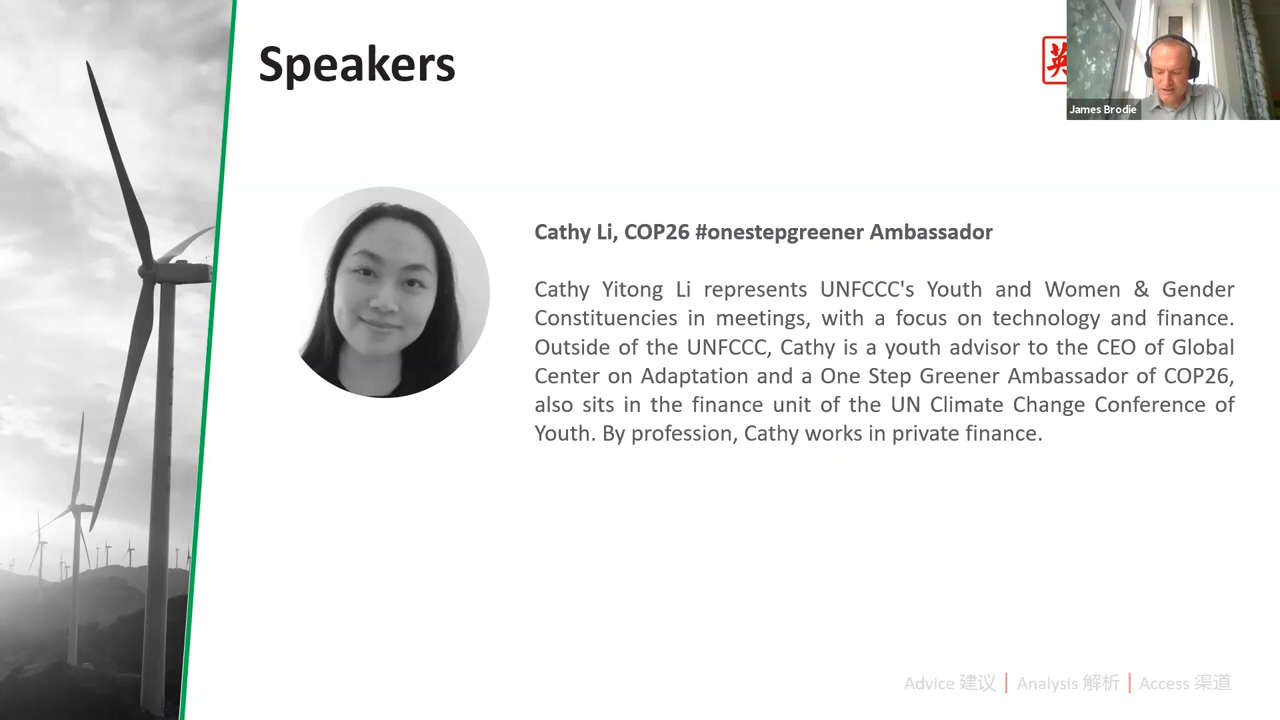 Speakers
英
James Brodie
Cathy Li, COP26 #onestepgreener Ambassador
Cathy Yitong Li represents UNFCCC's Youth and Women & Gender
Constituencies in meetings, with a focus on technology and finance.
Outside of the UNFCCC, Cathy is a youth advisor to the CEO of Global
Center on Adaptation and a One Step Greener Ambassador of COP26,
also sits in the finance unit of the UN Climate Change Conference of
Youth. By profession, Cathy works in private finance.
Advice 建议 | Analysis 解析 | Access 渠道